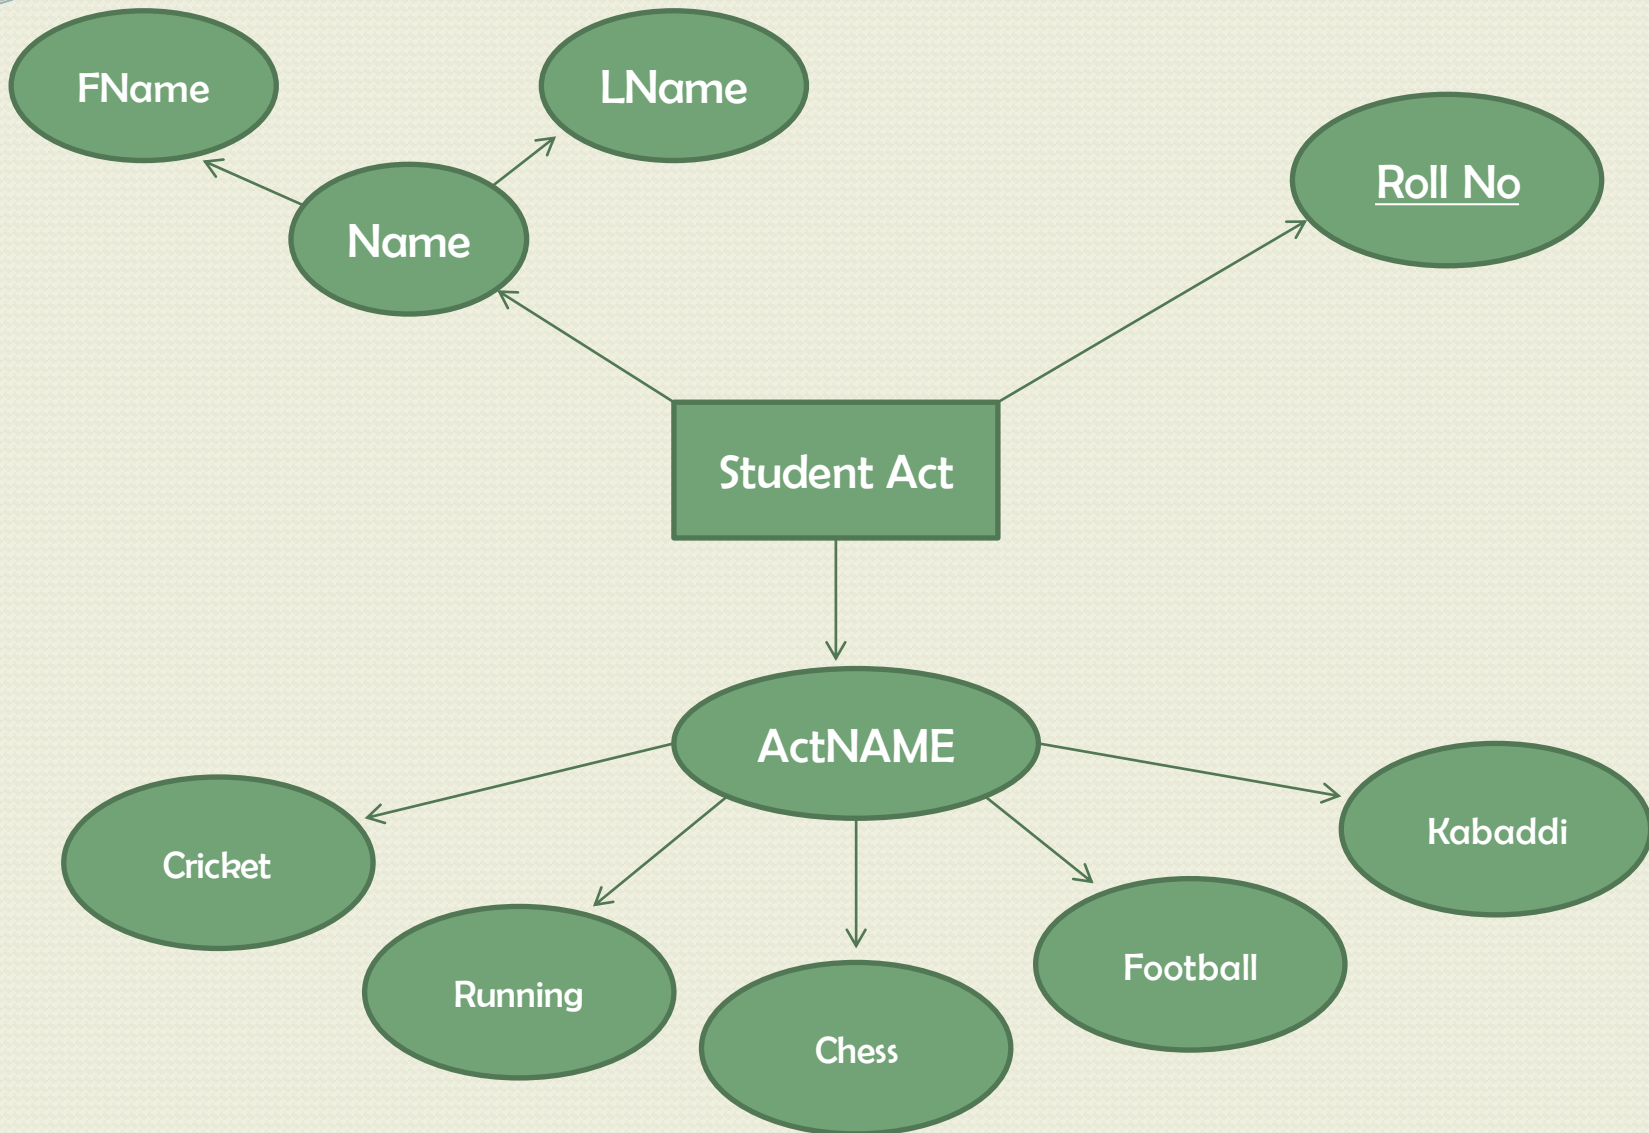 FName
LName
Roll No
Name
Student Act
ActNAME
Kabaddi
Cricket
Football
Running
Chess